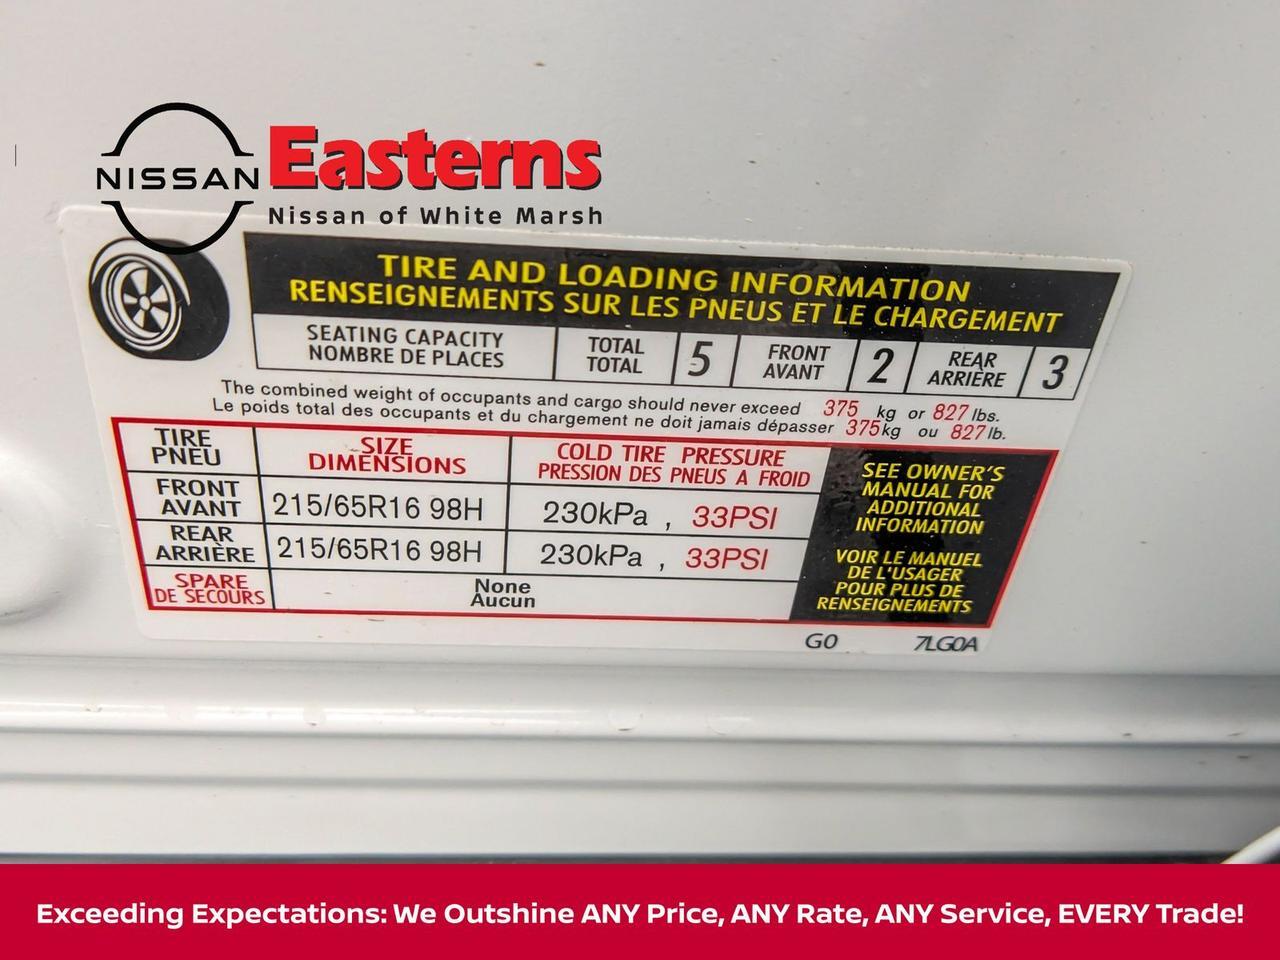 NISSAN
Easterns
Nissan of White Marsh
TIRE AND LOADING INFORMATION
RENSEIGNEMENTS SUR LES PNEUS ET LE CHARGEMENT
SEATING CAPACITY
NOMBRE DE PLACES
TOTAL
TOTAL
5
FRONT
AVANT
2
REAR
ARRIÈRE
3
The combined weight of occupants and cargo should never exceed 375 kg or 827 lbs.
Le poids total des occupants et du chargement ne doit jamais dépasser 375kg ou 827 lb.
TIRE
PNEU
SIZE
DIMENSIONS
COLD TIRE PRESSURE
PRESSION DES PNEUS A FROID
FRONT
AVANT
215/65R16 98H
230kPa , 33PSI
REAR
ARRIÈRE
215/65R16 98H
230kPa , 33PSI
SPARE
DE SECOURS
None
Aucun
SEE OWNER'S
MANUAL FOR
ADDITIONAL
INFORMATION
VOIR LE MANUEL
DE L'USAGER
POUR PLUS DE
RENSEIGNEMENTS
G0 7LG0A
Exceeding Expectations: We Outshine ANY Price, ANY Rate, ANY Service, EVERY Trade!